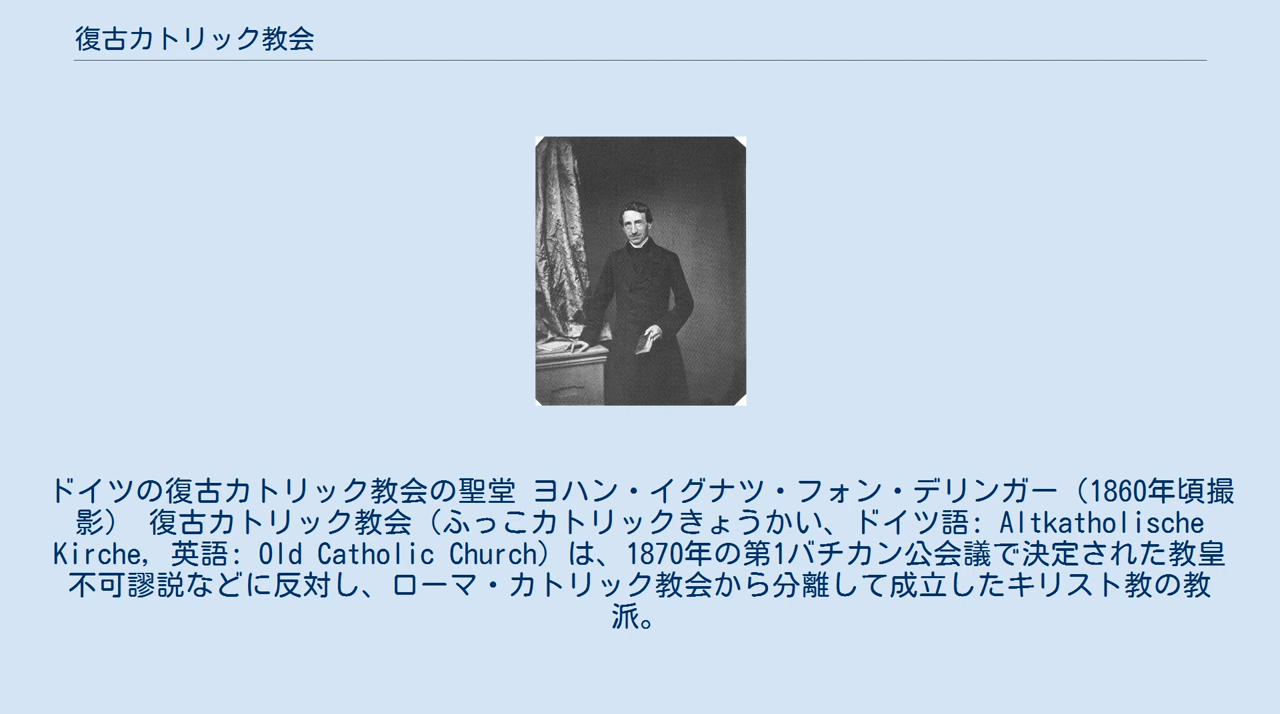 復古カトリック教会
ドイツの復古カトリック教会の聖堂 ヨハン・イグナツ・フォン・デリンガー（1860年頃撮
影） 復古カトリック教会（ふっこカトリックきょうかい、ドイツ語: Altkatholische
Kirche, 英語: Old Catholic Church）は、1870年の第1バチカン公会議で決定された教皇
不可謬説などに反対し、ローマ・カトリック教会から分離して成立したキリスト教の教
派。